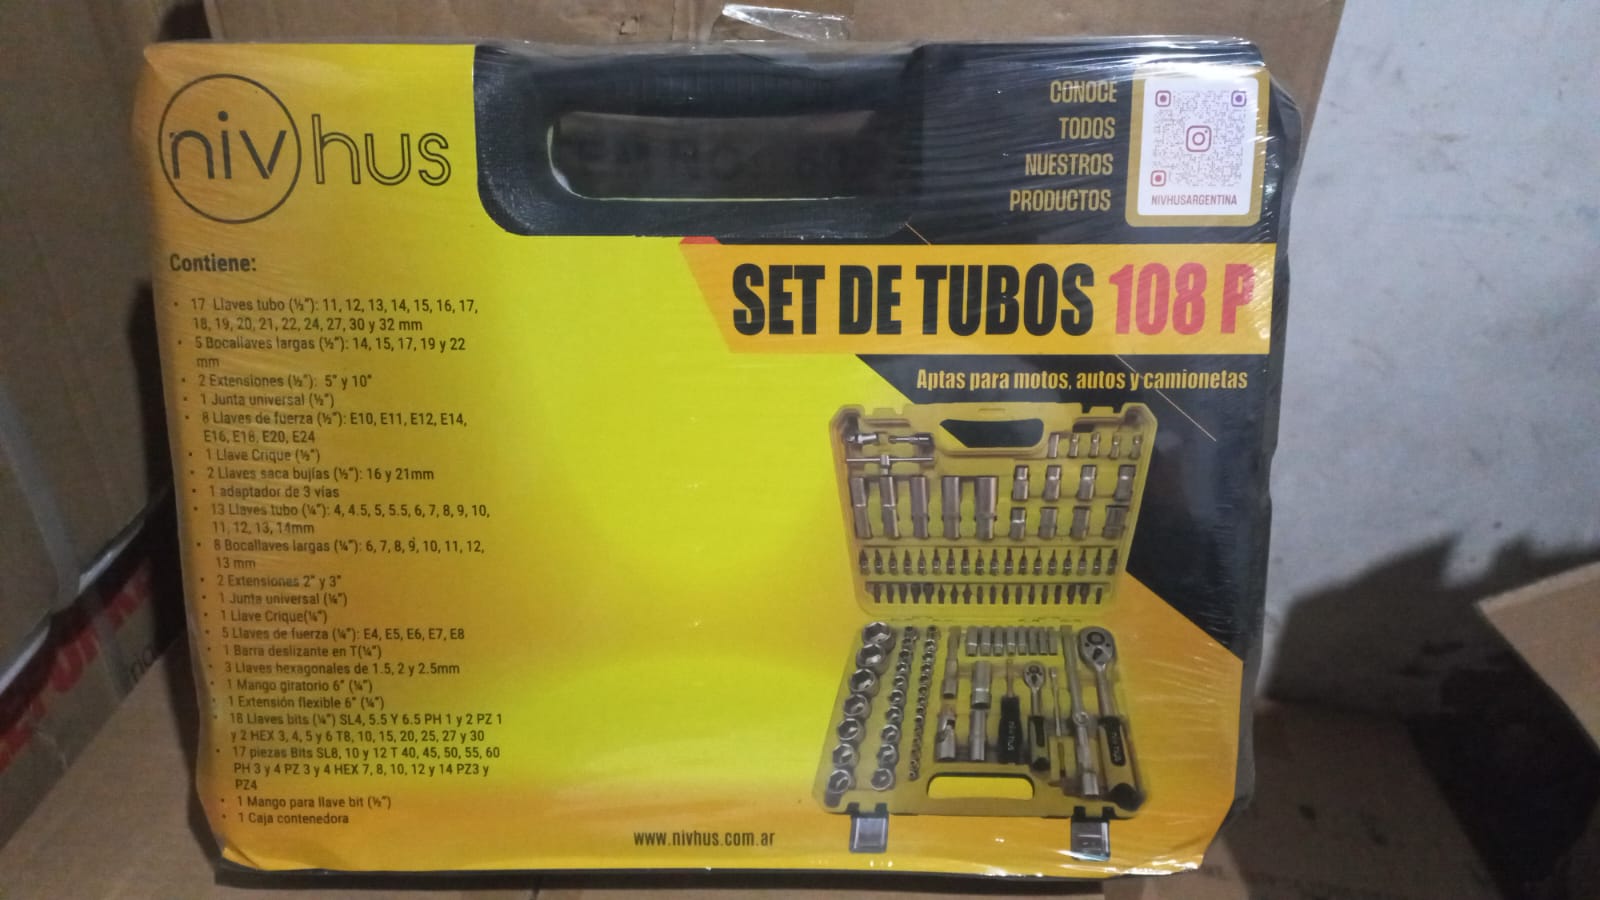 nivhus
CONOCE
TODOS
NUESTROS
PRODUCTOS
NIVHUSARGENTINA
SET DE TUBOS 108 P
Aptas para motos, autos y camionetas
Contiene:
• 17 Llaves tubo (½"): 11, 12, 13, 14, 15, 16, 17,
18, 19, 20, 21, 22, 24, 27, 30 y 32 mm
• 5 Bocallaves largas (½"): 14, 15, 17, 19 y 22
mm
• 2 Extensiones (½"): 5" y 10"
• 1 Junta universal (½")
• 8 Llaves de fuerza (½"): E10, E11, E12, E14,
E16, E18, E20, E24
• 1 Llave Crique (½")
• 2 Llaves saca bujías (½"): 16 y 21mm
• 1 adaptador de 3 vías
• 13 Llaves tubo (¼"): 4, 4.5, 5, 5.5, 6, 7, 8, 9, 10,
11, 12, 13, 14mm
• 8 Bocallaves largas (¼"): 6, 7, 8, 9, 10, 11, 12,
13 mm
• 2 Extensiones 2" y 3"
• 1 Junta universal (¼")
• 1 Llave Crique(¼")
• 5 Llaves de fuerza (¼"): E4, E5, E6, E7, E8
• 1 Barra deslizante en T(¼")
• 3 Llaves hexagonales de 1.5, 2 y 2.5mm
• 1 Mango giratorio 6" (¼")
• 1 Extensión flexible 6" (¼")
• 18 Llaves bits (¼") SL4, 5.5 Y 6.5 PH 1 y 2 PZ 1
y 2 HEX 3, 4, 5 y 6 T8, 10, 15, 20, 25, 27 y 30
• 17 piezas Bits SL8, 10 y 12 T 40, 45, 50, 55, 60
PH 3 y 4 PZ 3 y 4 HEX 7, 8, 10, 12 y 14 PZ3 y
PZ4
• 1 Mango para llave bit (½")
• 1 Caja contenedora
www.nivhus.com.ar